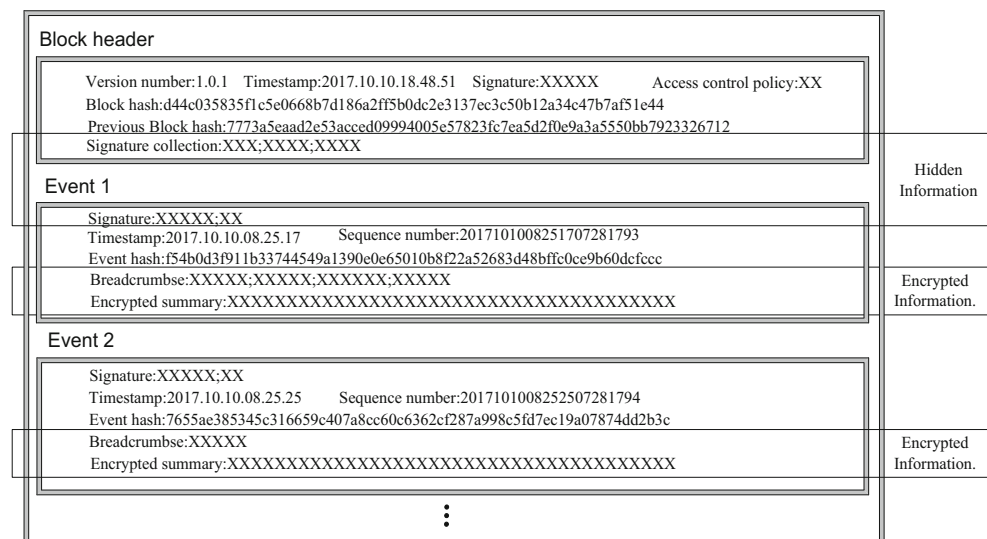 Block header
Version number:1.0.1 Timestamp:2017.10.10.18.48.51 Signature:XXXXX Access control policy:XX
Block hash:d44c035835f1c5e0668b7d186a2ff5b0dc2e3137ec3c50b12a34c47b7af51e44
Previous Block hash:7773a5eaad2e53acced09994005e57823fc7ea5d2f0e9a3a5550bb7923326712
Signature collection:XXX;XXXX;XXXX
Hidden
Information
Event 1
Signature:XXXXX;XX
Timestamp:2017.10.10.08.25.17 Sequence number:2017101008251707281793
Event hash:f54b0d3f911b33744549a1390e0e65010b8f22a52683d48bffc0ce9b60dcfccc
Breadcrumbse:XXXXX;XXXXX;XXXXXX;XXXXX
Encrypted summary:XXXXXXXXXXXXXXXXXXXXXXXXXXXXXXXXXXXXXX
Encrypted
Information.
Event 2
Signature:XXXXX;XX
Timestamp:2017.10.10.08.25.25 Sequence number:2017101008252507281794
Event hash:7655ae385345c316659c407a8cc60c6362cf287a998c5fd7ec19a07874dd2b3c
Breadcrumbse:XXXXX
Encrypted summary:XXXXXXXXXXXXXXXXXXXXXXXXXXXXXXXXXXXXXX
Encrypted
Information.